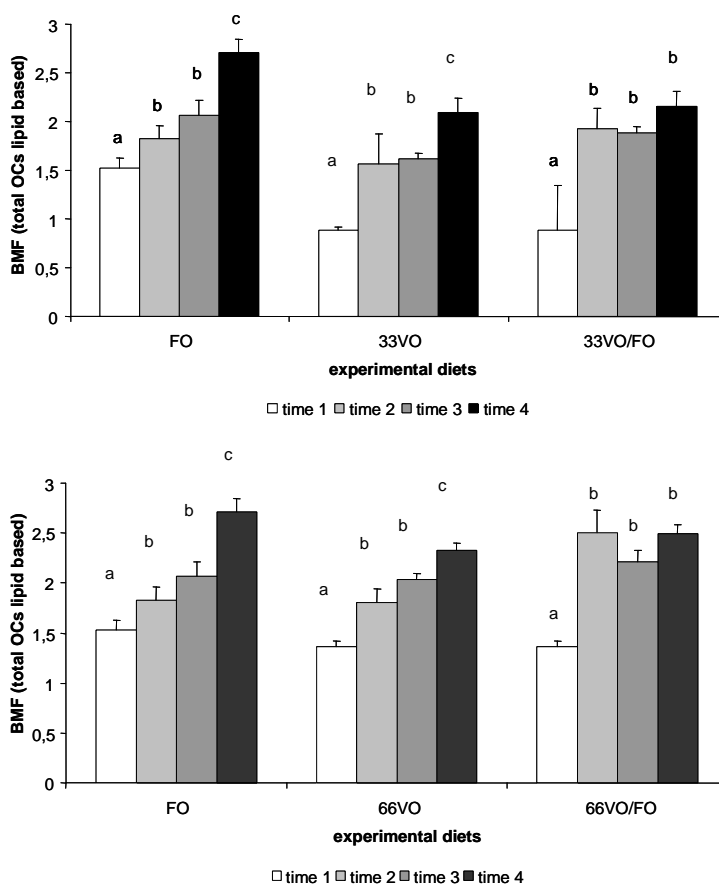 3
2,5
2
1,5
1
0,5
0
BMF (total OCs lipid based)
a b b c
a b b c
a b b b
FO 33VO 33VO/FO
experimental diets
time 1 time 2 time 3 time 4
3
2,5
2
1,5
1
0,5
0
BMF (total OCs lipid based)
a b b c
a b b c
a b b b
FO 66VO 66VO/FO
experimental diets
time 1 time 2 time 3 time 4